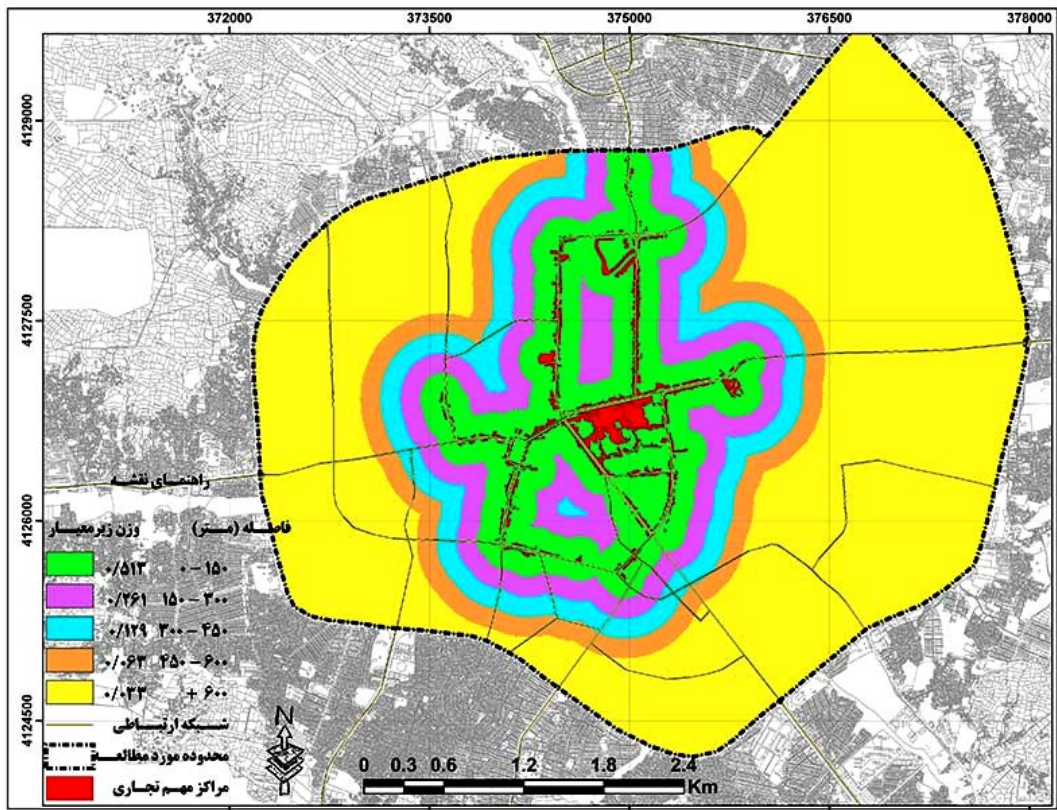 372000 373500 375000 376500 378000
4129000
4127500
4126000
4124500
راهنمای نقشه
فاصله (متر) وزن زیرمعیار
۰ - ۱۵۰ ۰/۵۱۳
۱۵۰ - ۳۰۰ ۰/۲۶۱
۳۰۰ - ۴۵۰ ۰/۱۲۹
۴۵۰ - ۶۰۰ ۰/۰۶۳
۶۰۰ + ۰/۰۳۳
شبکه ارتباطی
محدوده مورد مطالعه
مراکز مهم تجاری
N
0 0.3 0.6 1.2 1.8 2.4
Km